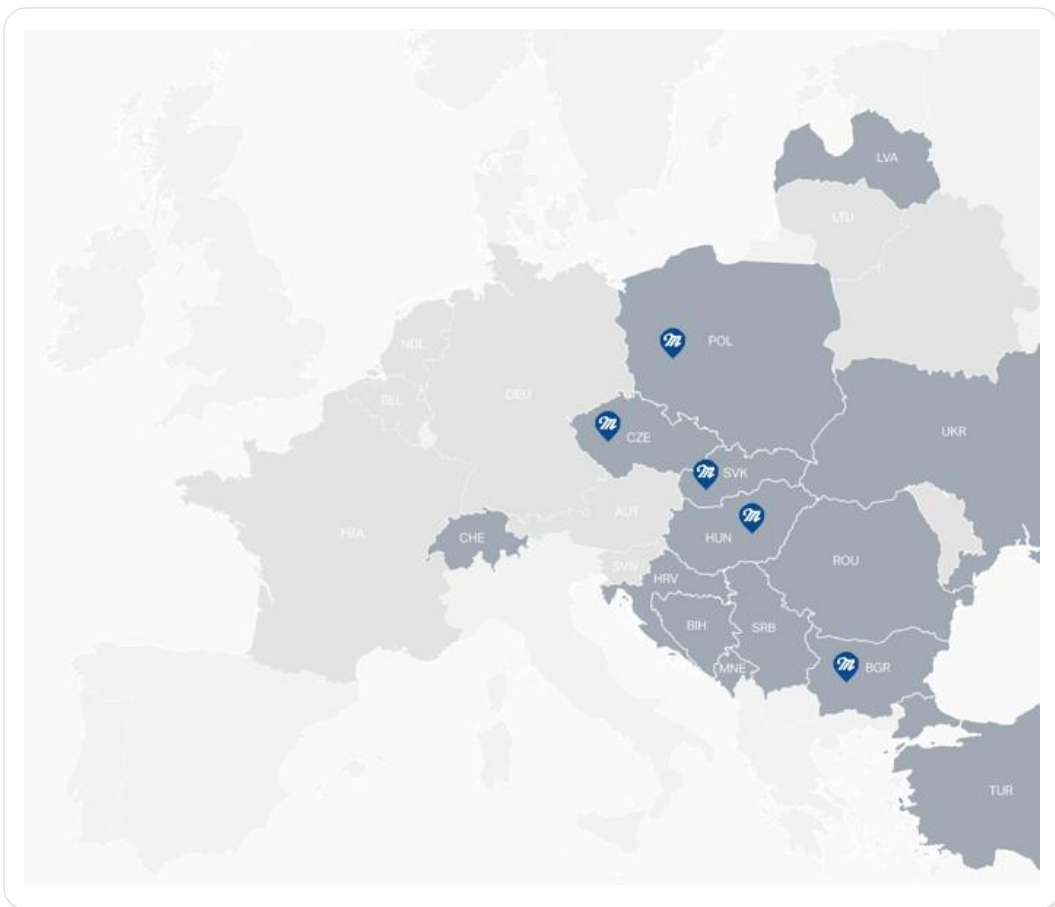 LVA
LTU
POL
NDL
DEU
BEL
CZE
UKR
SVK
AUT
FRA
CHE
HUN
SVN
ROU
HRV
BIH
SRB
MNE
BGR
TUR